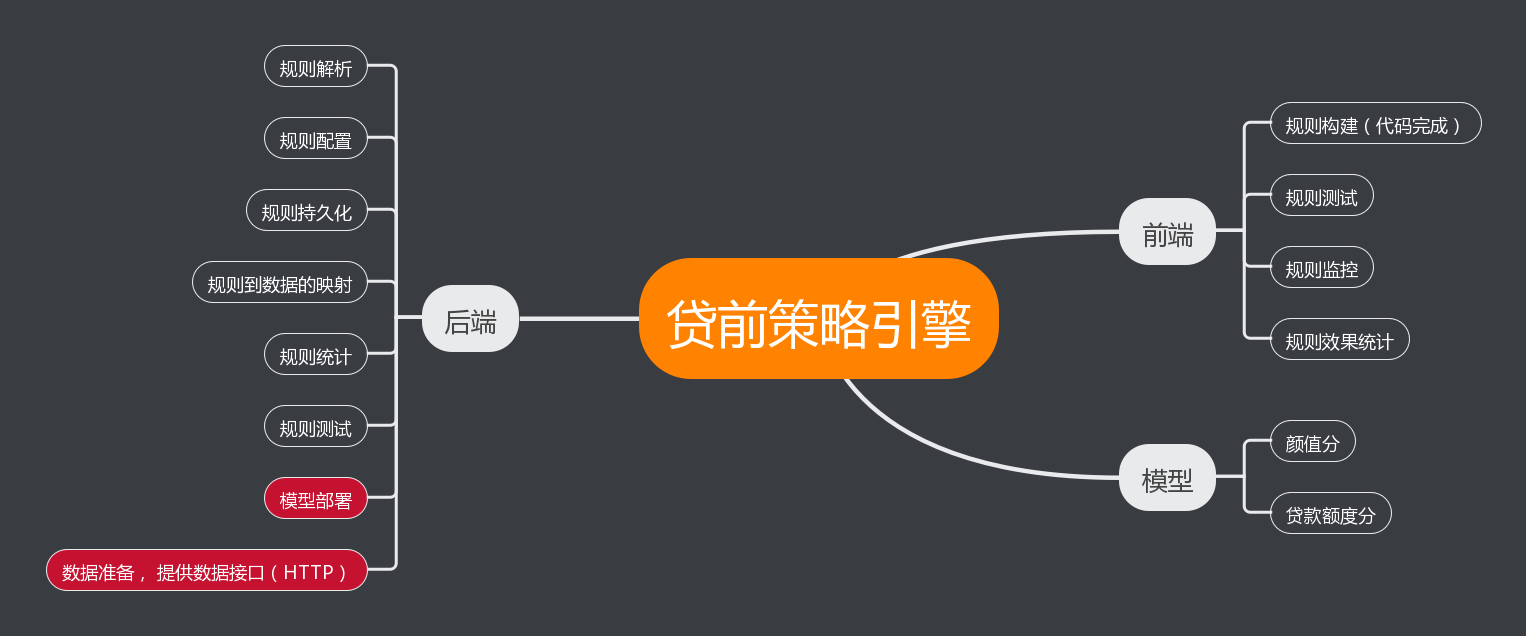 贷前策略引擎
前端
规则构建（代码完成）
规则测试
规则监控
规则效果统计
模型
颜值分
贷款额度分
后端
规则解析
规则配置
规则持久化
规则到数据的映射
规则统计
规则测试
模型部署
数据准备， 提供数据接口（HTTP）